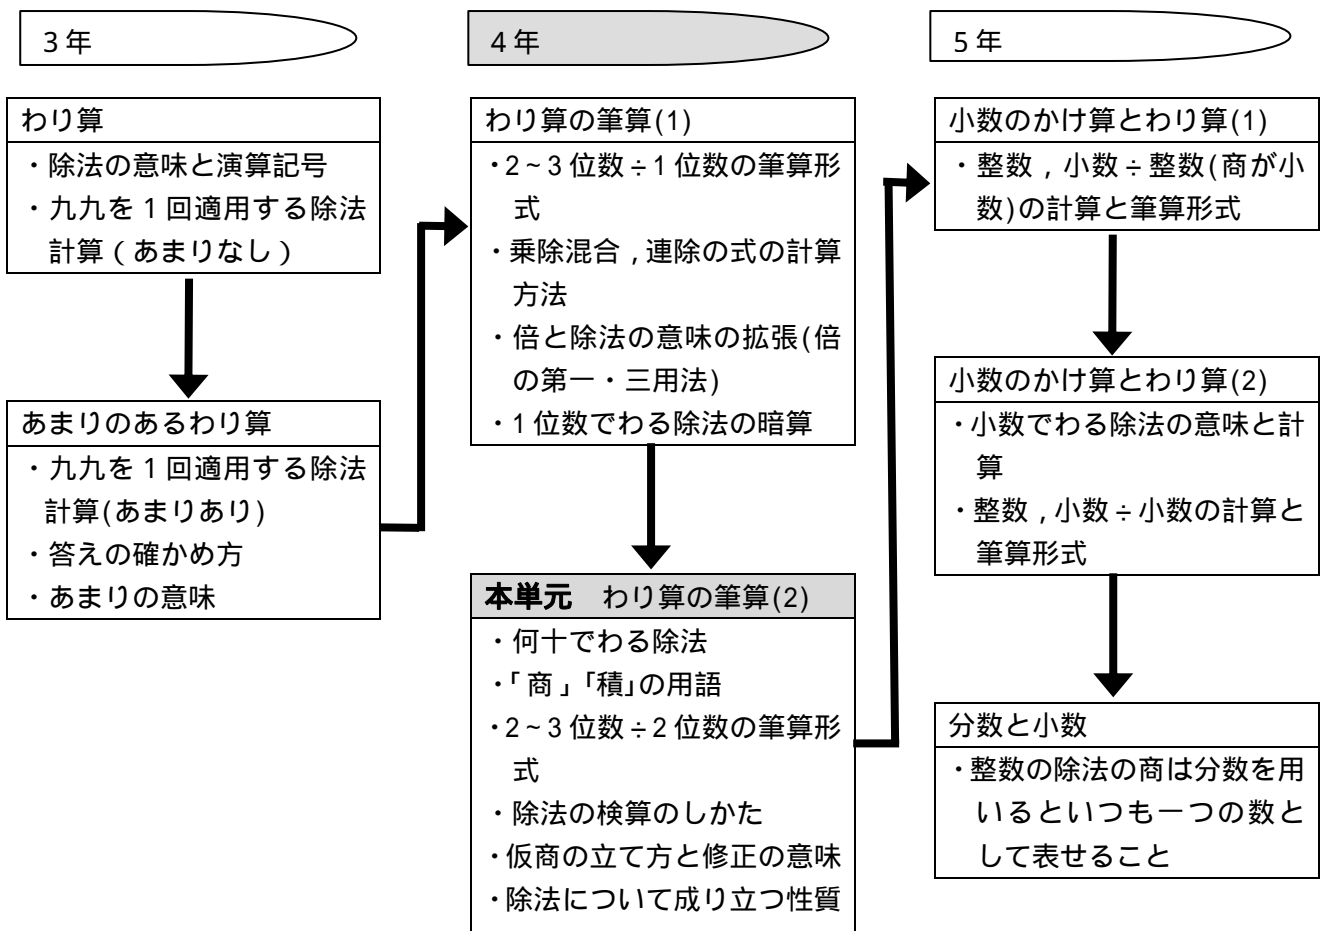 3年
4年
5年
わり算
・除法の意味と演算記号
・九九を1回適用する除法
計算(あまりなし)
あまりのあるわり算
・九九を1回適用する除法
計算(あまりあり)
・答えの確かめ方
・あまりの意味
わり算の筆算(1)
・2~3位数÷1位数の筆算形
式
・乗除混合,連除の式の計算
方法
・倍と除法の意味の拡張(倍
の第一・三用法)
・1位数でわる除法の暗算
本単元 わり算の筆算(2)
・何十でわる除法
・「商」「積」の用語
・2~3位数÷2位数の筆算形
式
・除法の検算のしかた
・仮商の立て方と修正の意味
・除法について成り立つ性質
小数のかけ算とわり算(1)
・整数,小数÷整数(商が小
数)の計算と筆算形式
小数のかけ算とわり算(2)
・小数でわる除法の意味と計
算
・整数,小数÷小数の計算と
筆算形式
分数と小数
・整数の除法の商は分数を用
いるといつも一つの数と
して表せること